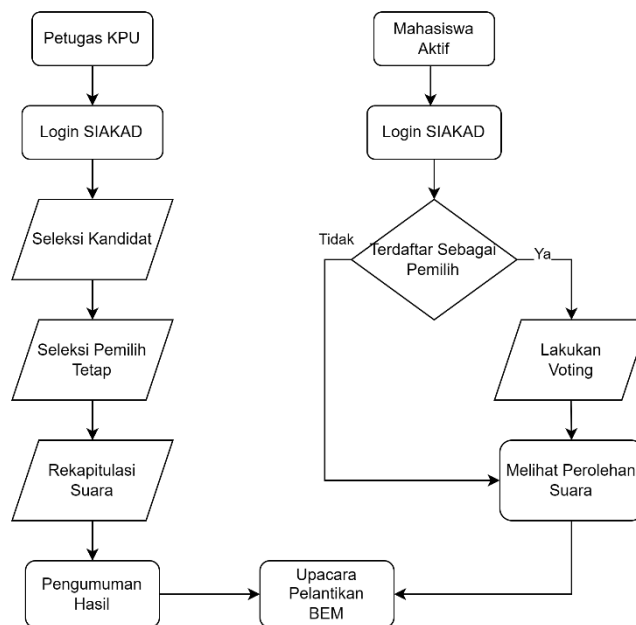 Petugas KPU
Login SIAKAD
Seleksi Kandidat
Seleksi Pemilih
Tetap
Rekapitulasi
Suara
Pengumuman
Hasil
Mahasiswa
Aktif
Login SIAKAD
Terdaftar Sebagai
Pemilih
Tidak
Ya
Lakukan
Voting
Melihat Perolehan
Suara
Upacara
Pelantikan
BEM